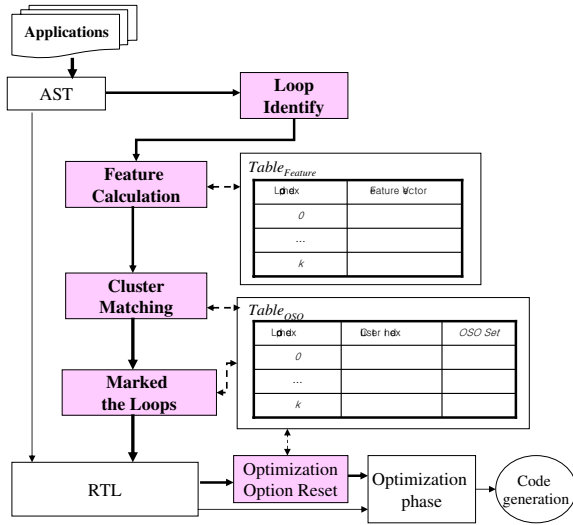 Applications
AST
Loop
Identify
Feature
Calculation
Table_Feature
0
...
k
Cluster
Matching
Table_OSO
OSO Set
0
...
k
Marked
the Loops
RTL
Optimization
Option Reset
Optimization
phase
Code
generation